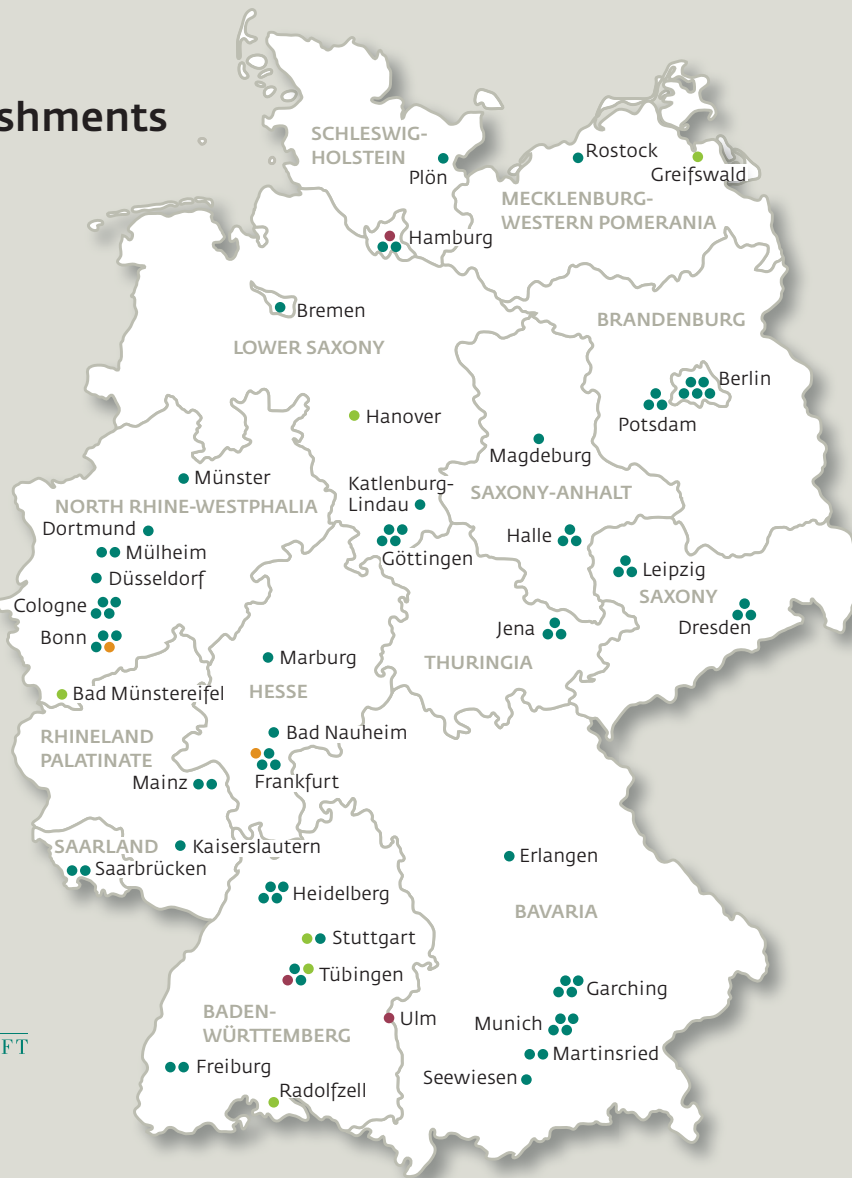 shments
SCHLESWIG-
HOLSTEIN
Plön
Rostock
Greifswald
MECKLENBURG-
WESTERN POMERANIA
Hamburg
Bremen
LOWER SAXONY
BRANDENBURG
Berlin
Potsdam
Hanover
Magdeburg
Münster
Katlenburg-
Lindau
SAXONY-ANHALT
NORTH RHINE-WESTPHALIA
Dortmund
Mülheim
Göttingen
Halle
Düsseldorf
Leipzig
SAXONY
Cologne
Bonn
Jena
Dresden
Marburg
THURINGIA
Bad Münstereifel
HESSE
RHINELAND
PALATINATE
Bad Nauheim
Mainz
Frankfurt
SAARLAND
Kaiserslautern
Saarbrücken
Erlangen
Heidelberg
BAVARIA
Stuttgart
Tübingen
Garching
BADEN-
WÜRTTEMBERG
Ulm
Munich
FT
Martinsried
Freiburg
Seewiesen
Radolfzell